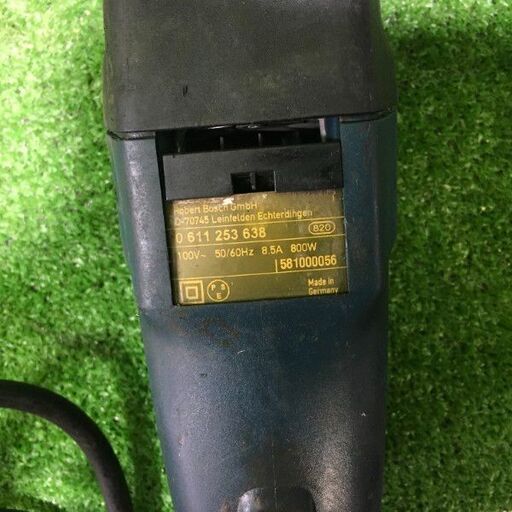 Robert Bosch GmbH
D-70745 Leinfelden Echterdingen
0 611 253 638 820
100V~ 50/60Hz 8.5A 800W
581000056
P S E
Made in
Germany